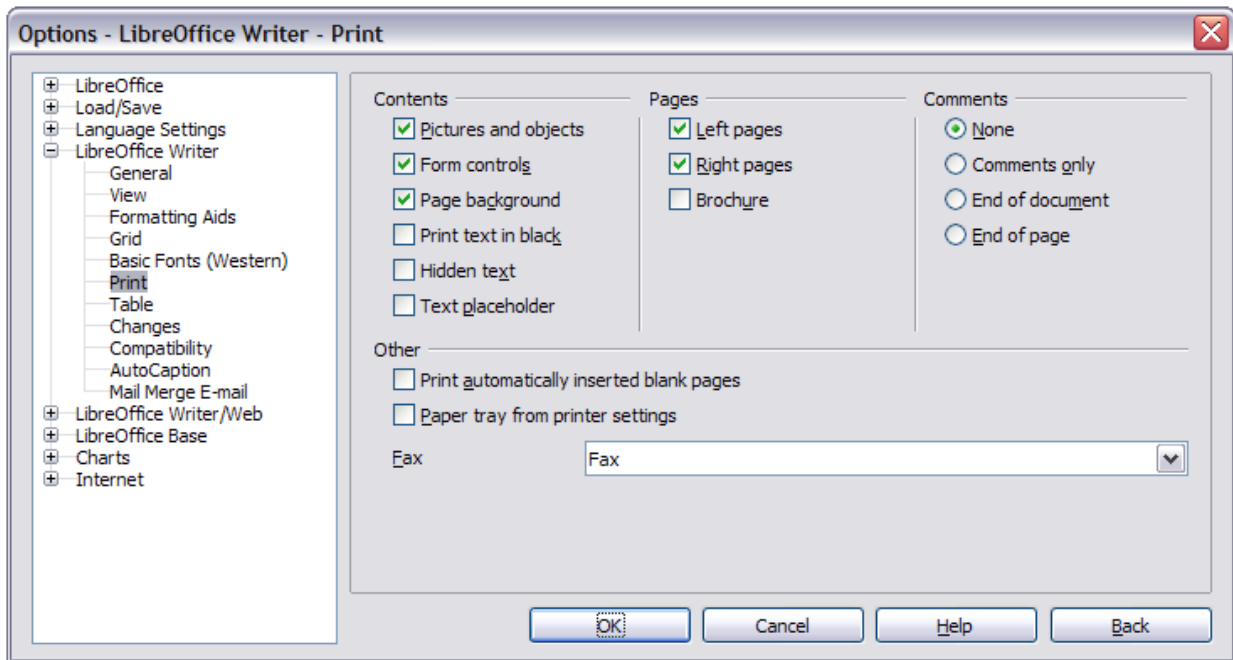 Options - LibreOffice Writer - Print
LibreOffice
Load/Save
Language Settings
LibreOffice Writer
General
View
Formatting Aids
Grid
Basic Fonts (Western)
Print
Table
Changes
Compatibility
AutoCaption
Mail Merge E-mail
LibreOffice Writer/Web
LibreOffice Base
Charts
Internet
Contents
Pictures and objects
Form controls
Page background
Print text in black
Hidden text
Text placeholder
Pages
Left pages
Right pages
Brochure
Comments
None
Comments only
End of document
End of page
Other
Print automatically inserted blank pages
Paper tray from printer settings
Fax Fax
OK Cancel Help Back